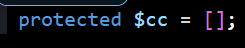 protected $cc = [];